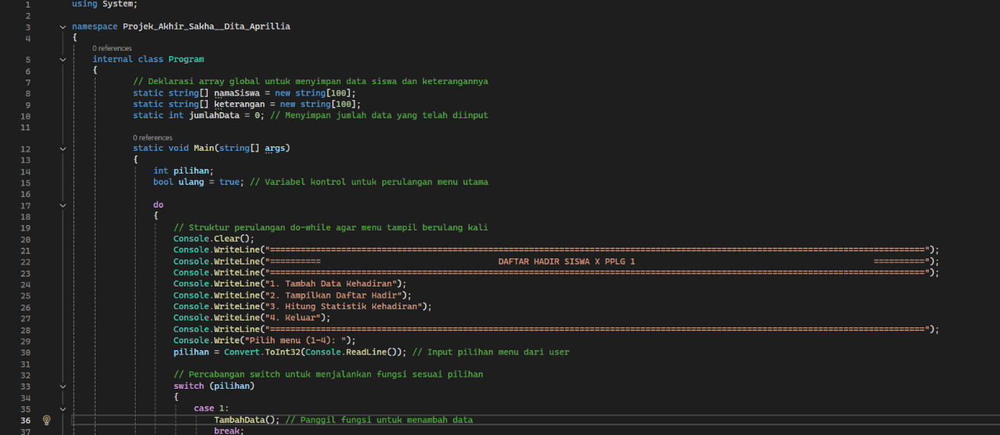 1 using System;
2
3 namespace Projek_Akhir_Sakha__Dita_Aprillia
4 {
0 references
5 internal class Program
6 {
7 // Deklarasi array global untuk menyimpan data siswa dan keterangannya
8 static string[] namaSiswa = new string[100];
9 static string[] keterangan = new string[100];
10 static int jumlahData = 0; // Menyimpan jumlah data yang telah diinput
11
0 references
12 static void Main(string[] args)
13 {
14 int pilihan;
15 bool ulang = true; // Variabel kontrol untuk perulangan menu utama
16
17 do
18 {
19 // Struktur perulangan do-while agar menu tampil berulang kali
20 Console.Clear();
21 Console.WriteLine("=================================================================================================================================");
22 Console.WriteLine("========== DAFTAR HADIR SISWA X PPLG 1 ==========");
23 Console.WriteLine("=================================================================================================================================");
24 Console.WriteLine("1. Tambah Data Kehadiran");
25 Console.WriteLine("2. Tampilkan Daftar Hadir");
26 Console.WriteLine("3. Hitung Statistik Kehadiran");
27 Console.WriteLine("4. Keluar");
28 Console.WriteLine("=================================================================================================================================");
29 Console.Write("Pilih menu (1-4): ");
30 pilihan = Convert.ToInt32(Console.ReadLine()); // Input pilihan menu dari user
31
32 // Percabangan switch untuk menjalankan fungsi sesuai pilihan
33 switch (pilihan)
34 {
35 case 1:
36 TambahData(); // Panggil fungsi untuk menambah data
37 break;